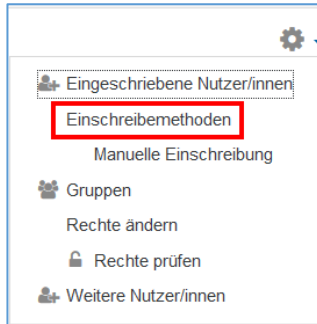 Eingeschriebene Nutzer/innen
Einschreibemethoden
Manuelle Einschreibung
Gruppen
Rechte ändern
Rechte prüfen
Weitere Nutzer/innen